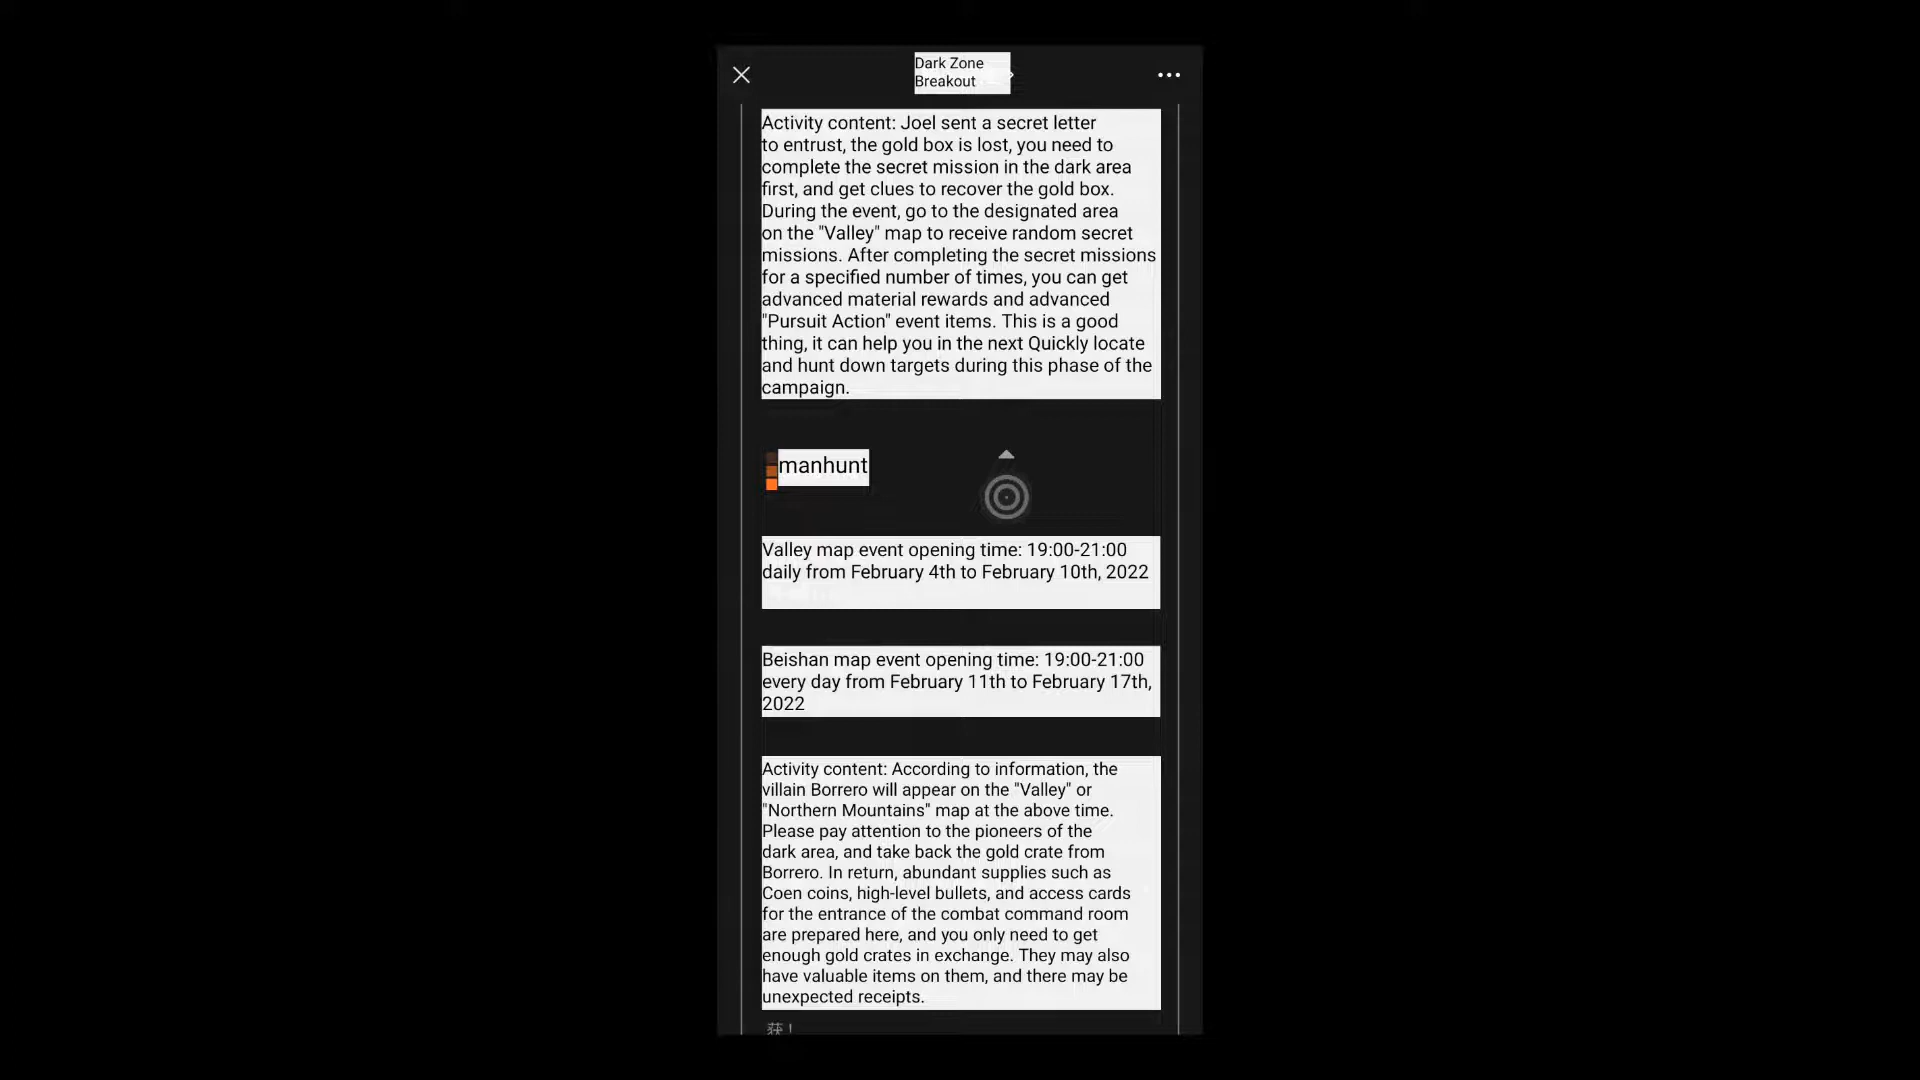 Dark Zone
Breakout
Activity content: Joel sent a secret letter
to entrust, the gold box is lost, you need to
complete the secret mission in the dark area
first, and get clues to recover the gold box.
During the event, go to the designated area
on the "Valley" map to receive random secret
missions. After completing the secret missions
for a specified number of times, you can get
advanced material rewards and advanced
"Pursuit Action" event items. This is a good
thing, it can help you in the next Quickly locate
and hunt down targets during this phase of the
campaign.
manhunt
Valley map event opening time: 19:00-21:00
daily from February 4th to February 10th, 2022
Beishan map event opening time: 19:00-21:00
every day from February 11th to February 17th,
2022
Activity content: According to information, the
villain Borrero will appear on the "Valley" or
"Northern Mountains" map at the above time.
Please pay attention to the pioneers of the
dark area, and take back the gold crate from
Borrero. In return, abundant supplies such as
Coen coins, high-level bullets, and access cards
for the entrance of the combat command room
are prepared here, and you only need to get
enough gold crates in exchange. They may also
have valuable items on them, and there may be
unexpected receipts.
获！